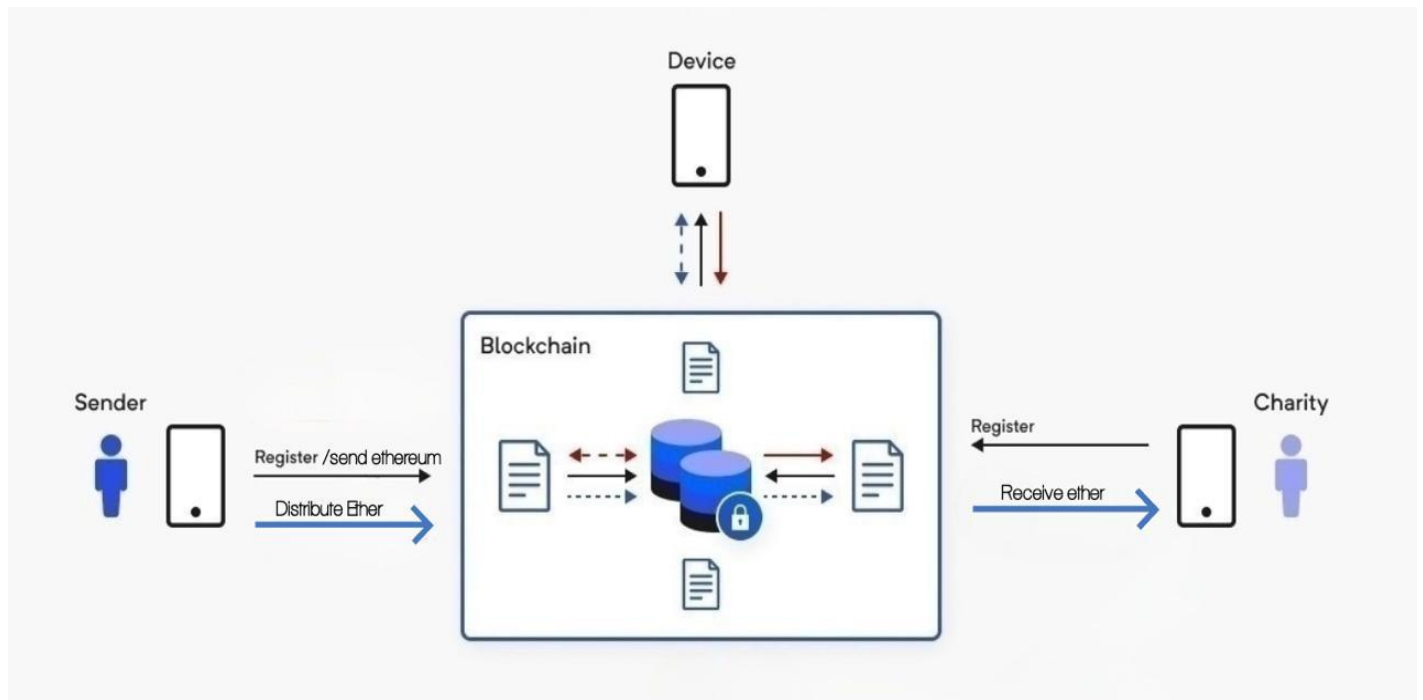 Device
Blockchain
Sender
Charity
Register /send ethereum
Register
Distribute Ether
Receive ether